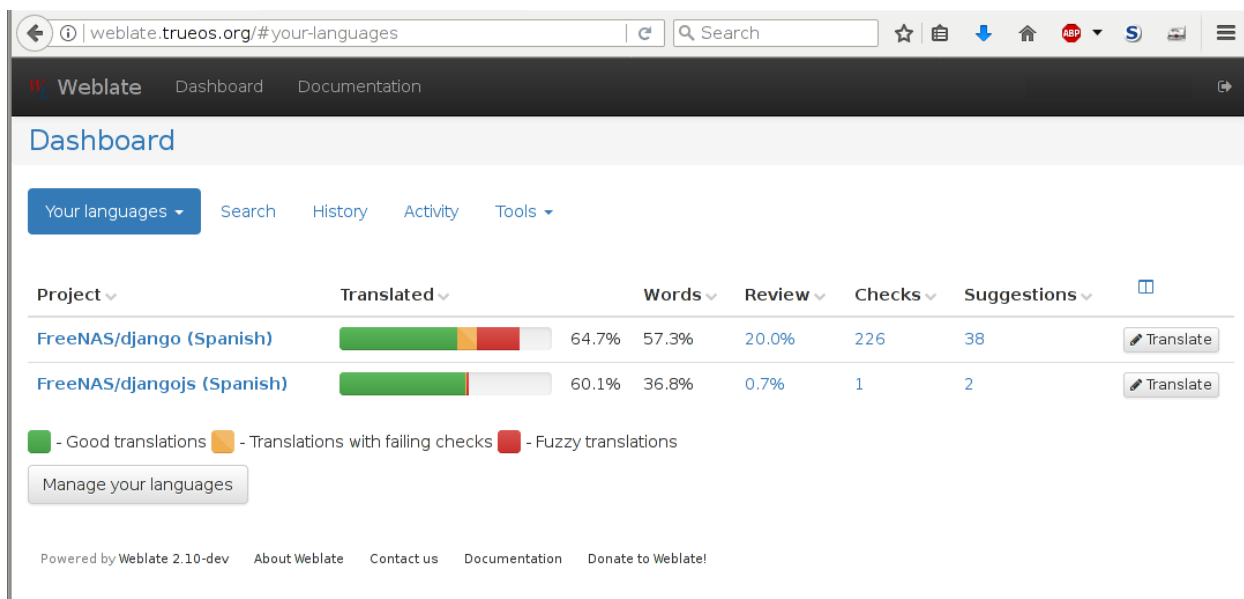 weblate.trueos.org/#your-languages Search ABP S
Weblate Dashboard Documentation
Dashboard
Your languages Search History Activity Tools
Project Translated Words Review Checks Suggestions
FreeNAS/django (Spanish) 64.7% 57.3% 20.0% 226 38 Translate
FreeNAS/djangojs (Spanish) 60.1% 36.8% 0.7% 1 2 Translate
- Good translations - Translations with failing checks - Fuzzy translations
Manage your languages
Powered by Weblate 2.10-dev About Weblate Contact us Documentation Donate to Weblate!